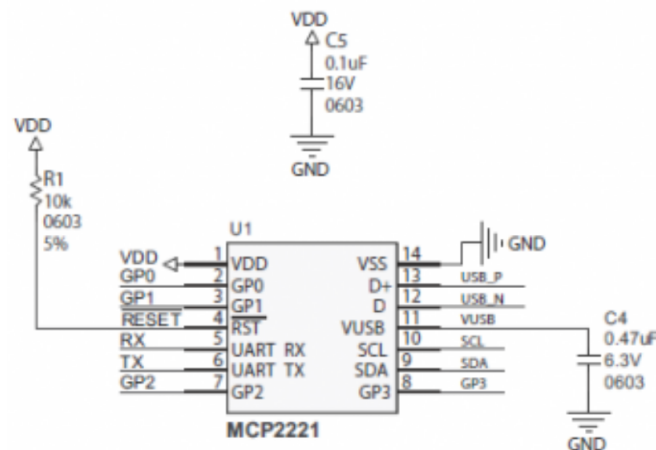 VDD
C5
0.1uF
16V
0603
GND
VDD
R1
10k
0603
5%
U1
VDD 1 VDD VSS 14 GND
GP0 2 GP0 D+ 13 USB_P
GP1 3 GP1 D 12 USB_N
RESET 4 RST VUSB 11 VUSB
RX 5 UART RX SCL 10 SCL
TX 6 UART TX SDA 9 SDA
GP2 7 GP2 GP3 8 GP3
MCP2221
C4
0.47uF
6.3V
0603
GND